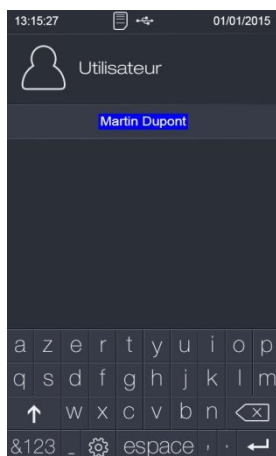 13:15:27 01/01/2015
Utilisateur
Martin Dupont
a z e r t y u i o p
q s d f g h j k l m
w x c v b n
&123 _ espace , .